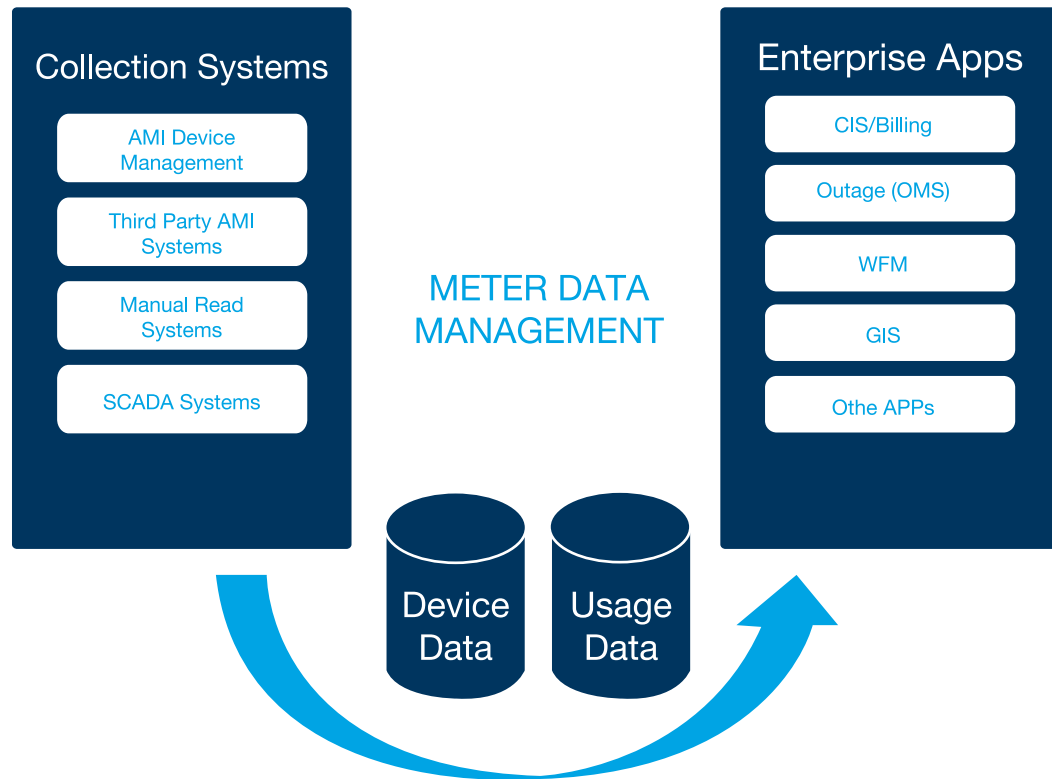 Collection Systems
AMI Device
Management
Third Party AMI
Systems
Manual Read
Systems
SCADA Systems
METER DATA
MANAGEMENT
Device
Data
Usage
Data
Enterprise Apps
CIS/Billing
Outage (OMS)
WFM
GIS
Othe APPs